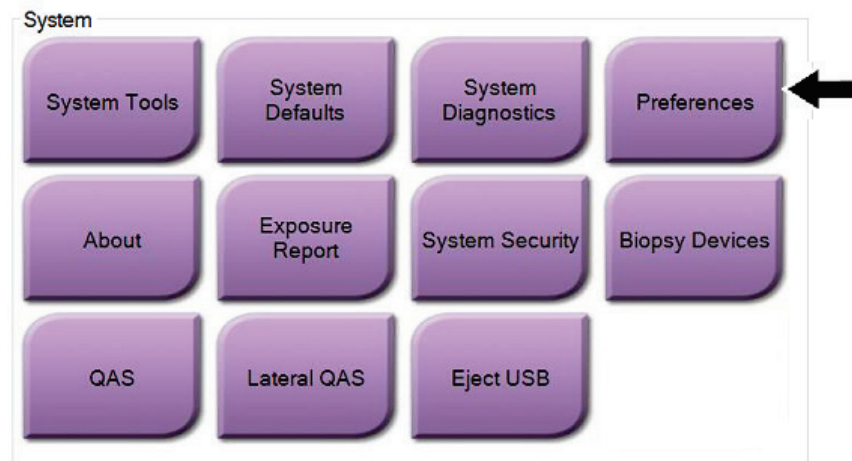 System
System Tools
System
Defaults
System
Diagnostics
Preferences
About
Exposure
Report
System Security
Biopsy Devices
QAS
Lateral QAS
Eject USB